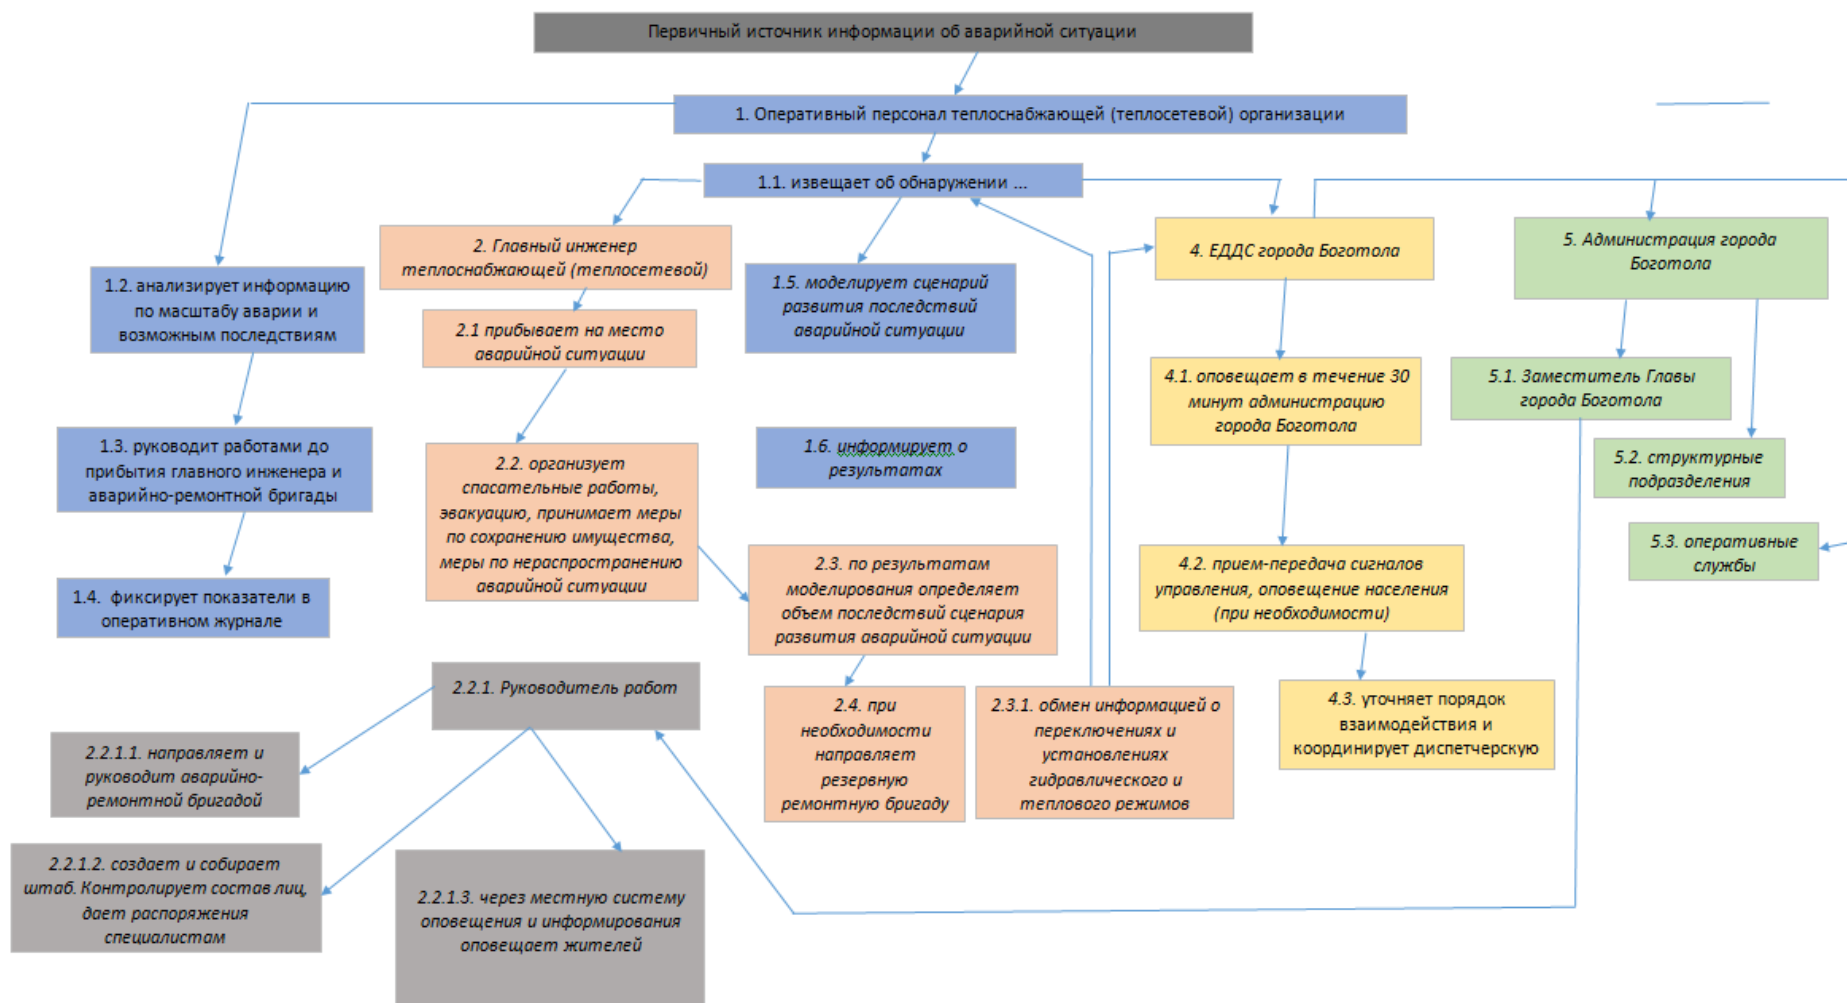 Первичный источник информации об аварийной ситуации
1. Оперативный персонал теплоснабжающей (теплосетевой) организации
1.1. извещает об обнаружении ...
2. Главный инженер
теплоснабжающей (теплосетевой)
4. ЕДДС города Боготола
5. Администрация города
Боготола
1.2. анализирует информацию
по масштабу аварии и
возможным последствиям
2.1 прибывает на место
аварийной ситуации
1.5. моделирует сценарий
развития последствий
аварийной ситуации
4.1. оповещает в течение 30
минут администрацию
города Боготола
5.1. Заместитель Главы
города Боготола
1.3. руководит работами до
прибытия главного инженера и
аварийно-ремонтной бригады
2.2. организует
спасательные работы,
эвакуацию, принимает меры
по сохранению имущества,
меры по нераспространению
аварийной ситуации
1.6. информирует о
результатах
5.2. структурные
подразделения
5.3. оперативные
службы
1.4. фиксирует показатели в
оперативном журнале
2.3. по результатам
моделирования определяет
объем последствий сценария
развития аварийной ситуации
4.2. прием-передача сигналов
управления, оповещение населения
(при необходимости)
2.2.1. Руководитель работ
2.4. при
необходимости
направляет
резервную
ремонтную бригаду
2.3.1. обмен информацией о
переключениях и
установлениях
гидравлического и
теплового режимов
4.3. уточняет порядок
взаимодействия и
координирует диспетчерскую
2.2.1.1. направляет и
руководит аварийно-
ремонтной бригадой
2.2.1.2. создает и собирает
штаб. Контролирует состав лиц,
дает распоряжения
специалистам
2.2.1.3. через местную систему
оповещения и информирования
оповещает жителей